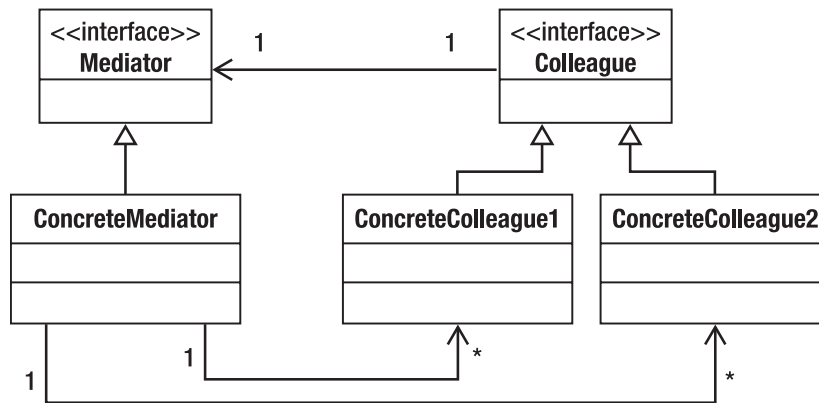 <<interface>>
Mediator
1
1
<<interface>>
Colleague
ConcreteMediator
ConcreteColleague1
ConcreteColleague2
1
*
1
*